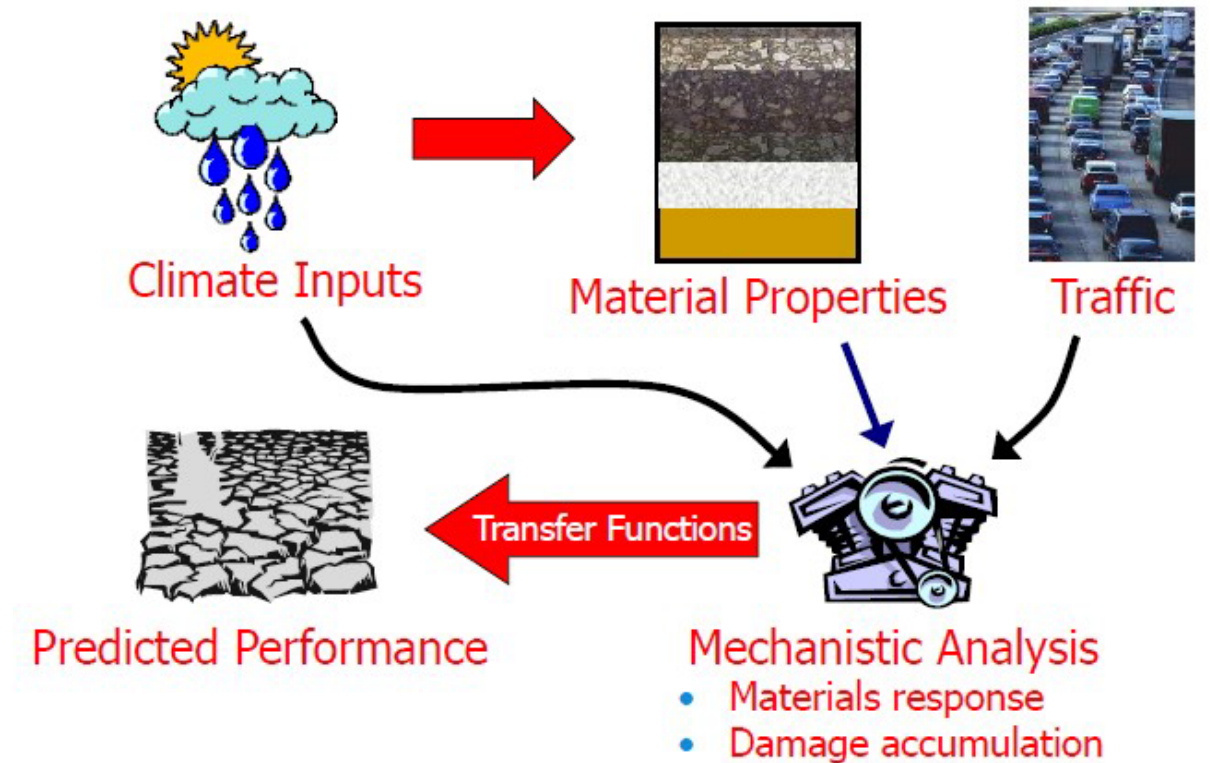 Climate Inputs
Material Properties
Traffic
Transfer Functions
Predicted Performance
Mechanistic Analysis
• Materials response
• Damage accumulation